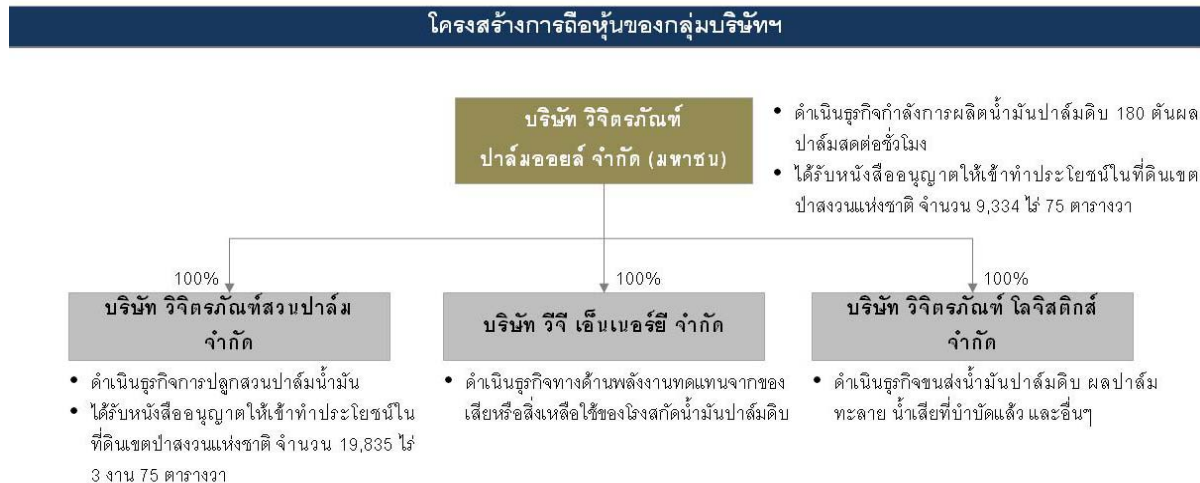 โครงสร้างการถือหุ้นของกลุ่มบริษัทฯ
บริษัท วิจิตรภัณฑ์
ปาล์มออยล์ จำกัด (มหาชน)
• ดำเนินธุรกิจกำลังการผลิตน้ำมันปาล์มดิบ 180 ตันผล
ปาล์มสดต่อชั่วโมง
• ได้รับหนังสืออนุญาตให้เข้าทำประโยชน์ในที่ดินเขต
ป่าสงวนแห่งชาติ จำนวน 9,334 ไร่ 75 ตารางวา
100%
บริษัท วิจิตรภัณฑ์สวนปาล์ม
จำกัด
• ดำเนินธุรกิจการปลูกสวนปาล์มน้ำมัน
• ได้รับหนังสืออนุญาตให้เข้าทำประโยชน์ใน
ที่ดินเขตป่าสงวนแห่งชาติ จำนวน 19,835 ไร่
3 งาน 75 ตารางวา
100%
บริษัท วีจี เอ็นเนอร์ยี จำกัด
• ดำเนินธุรกิจทางด้านพลังงานทดแทนจากของ
เสียหรือสิ่งเหลือใช้ของโรงสกัดน้ำมันปาล์มดิบ
100%
บริษัท วิจิตรภัณฑ์ โลจิสติกส์
จำกัด
• ดำเนินธุรกิจขนส่งน้ำมันปาล์มดิบ ผลปาล์ม
ทะลาย น้ำเสียที่บำบัดแล้ว และอื่นๆ